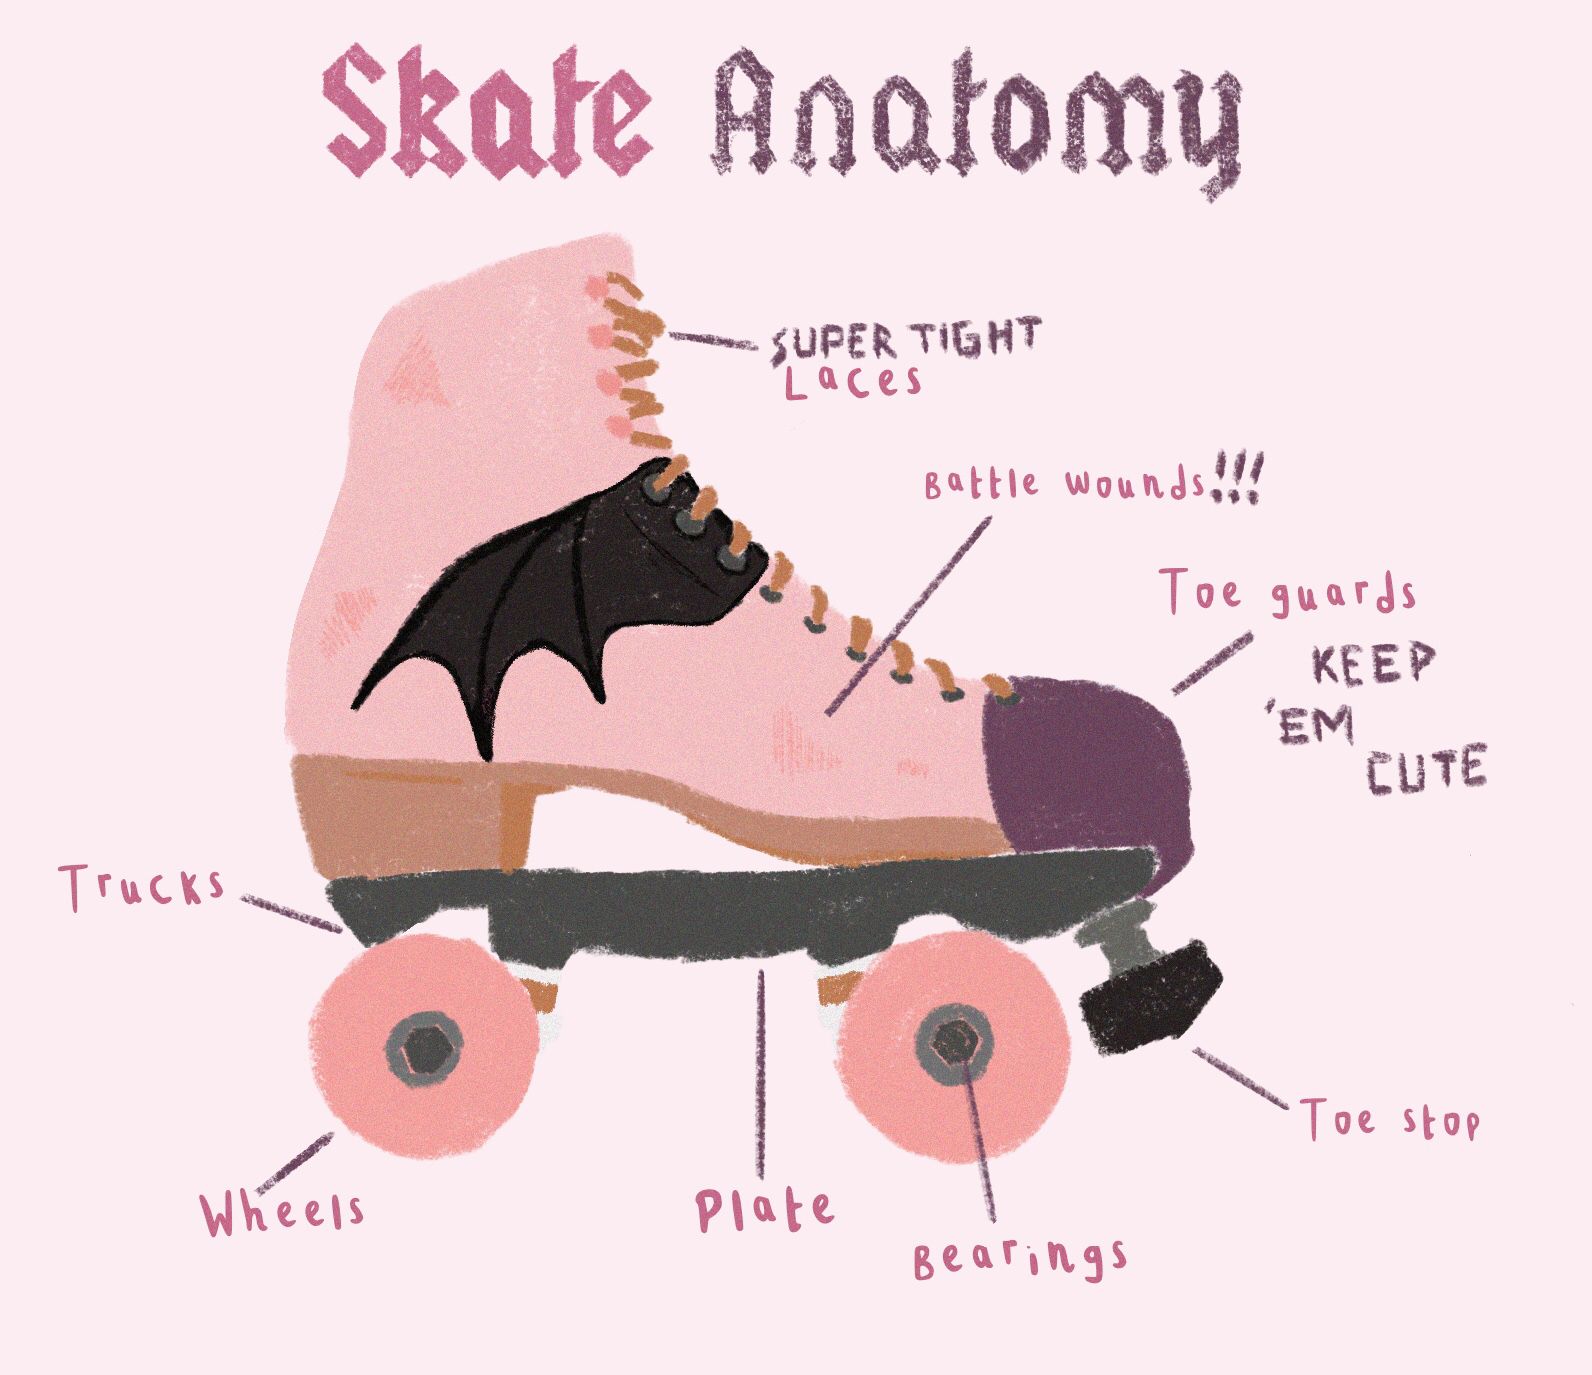 Skate Anatomy
SUPER TIGHT
Laces
Battle wounds!!!
Toe guards
KEEP
'EM
CUTE
Trucks
Toe stop
Wheels
Plate
Bearings